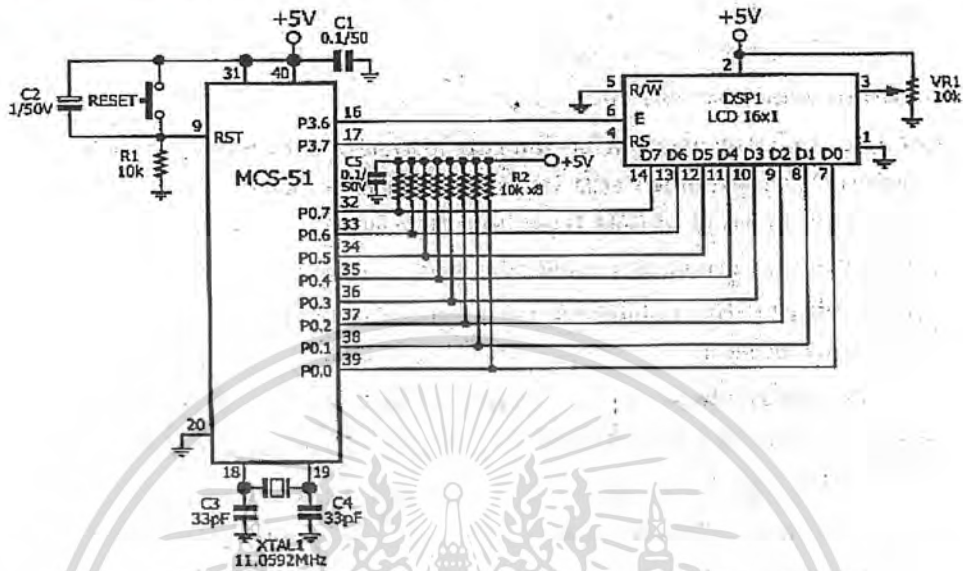 +5V
C1
0.1/50
31
40
C2
1/50V
RESET
9
RST
R1
10k
MCS-51
P3.6
16
P3.7
17
C5
0.1/
50V
R2
10k x8
+5V
P0.7
32
P0.6
33
P0.5
34
P0.4
35
P0.3
36
P0.2
37
P0.1
38
P0.0
39
20
18
19
C3
33pF
C4
33pF
XTAL1
11.0592MHz
+5V
2
5
R/W
6
E
4
RS
DSP1
LCD 16x1
3
VR1
10k
1
D7 D6 D5 D4 D3 D2 D1 D0
14 13 12 11 10 9 8 7